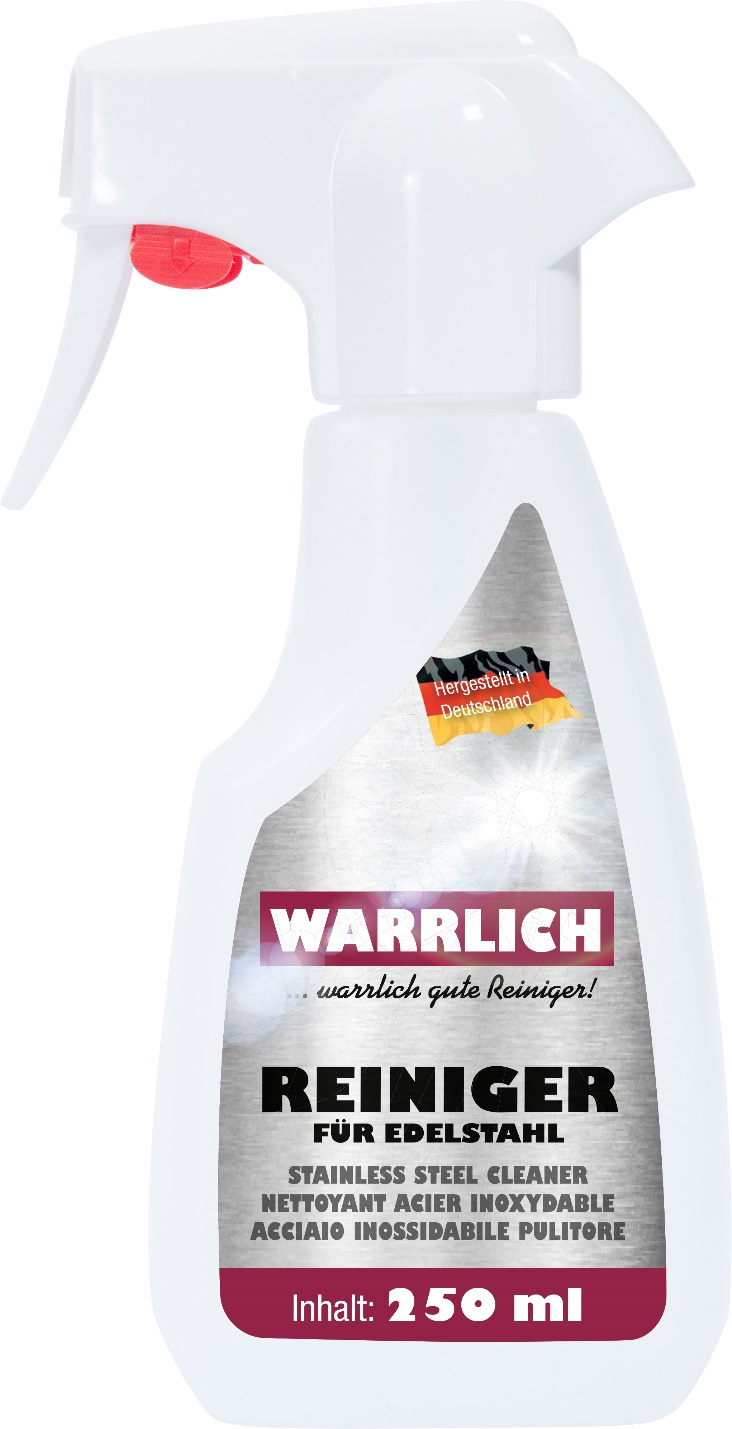 Hergestellt in
Deutschland
WARRLICH
... warrlich gute Reiniger!
REINIGER
FÜR EDELSTAHL
STAINLESS STEEL CLEANER
NETTOYANT ACIER INOXYDABLE
ACCIAIO INOSSIDABILE PULITORE
Inhalt: 250 ml